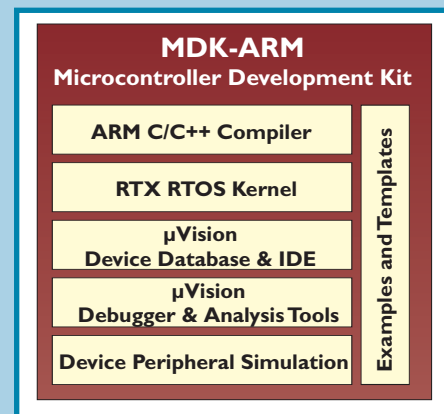 MDK-ARM
Microcontroller Development Kit
ARM C/C++ Compiler
RTX RTOS Kernel
µVision
Device Database & IDE
µVision
Debugger & Analysis Tools
Device Peripheral Simulation
Examples and Templates